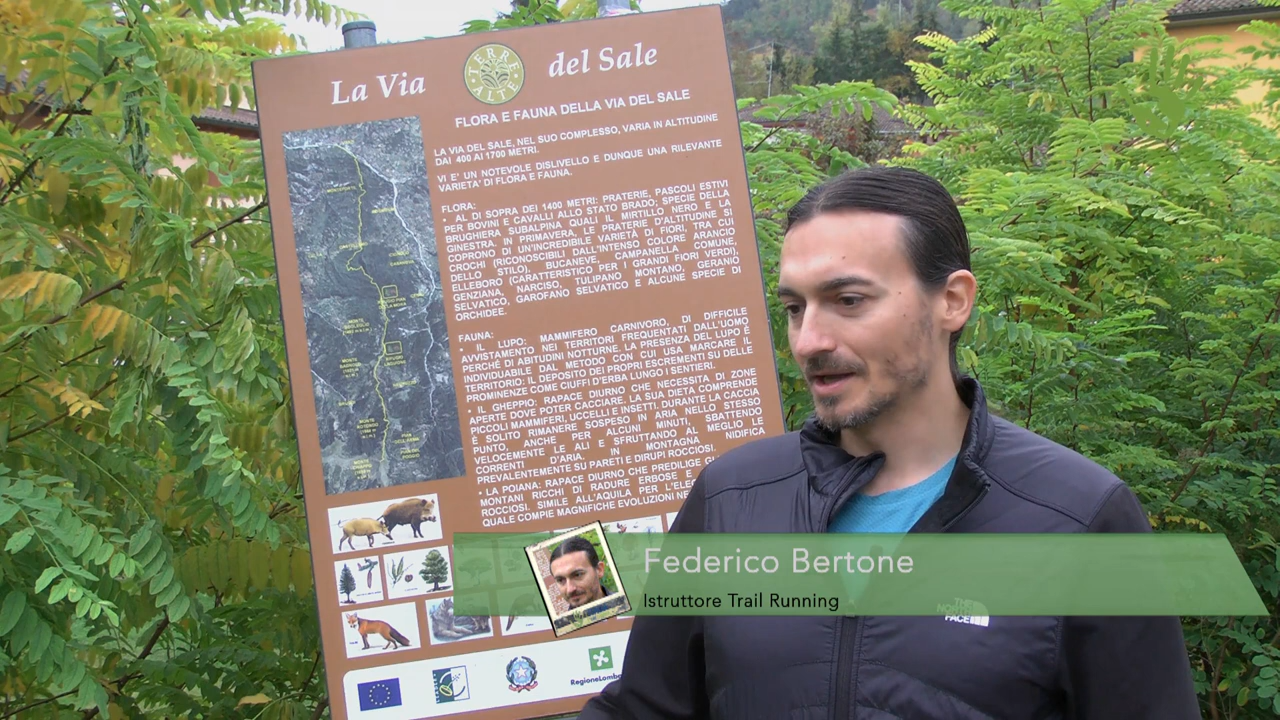 La Via
TERRE ALTE
del Sale
FLORA E FAUNA DELLA VIA DEL SALE
LA VIA DEL SALE, NEL SUO COMPLESSO, VARIA IN ALTITUDINE
DAI 400 AI 1700 METRI.
VI E' UN NOTEVOLE DISLIVELLO E DUNQUE UNA RILEVANTE
VARIETA' DI FLORA E FAUNA.
FLORA:
• AL DI SOPRA DEI 1400 METRI: PRATERIE, PASCOLI ESTIVI
PER BOVINI E CAVALLI ALLO STATO BRADO; SPECIE DELLA
BRUGHIERA SUBALPINA QUALI IL MIRTILLO NERO E LA
GINESTRA. IN PRIMAVERA, LE PRATERIE D'ALTITUDINE SI
COPRONO DI UN'INCREDIBILE VARIETÀ DI FIORI, TRA CUI
CROCHI (RICONOSCIBILI DALL'INTENSO COLORE ARANCIO
DELLO STILO), BUCANEVE, CAMPANELLA COMUNE,
ELLEBORO (CARATTERISTICO PER I GRANDI FIORI VERDI),
GENZIANA, NARCISO, TULIPANO MONTANO, GERANIO
SELVATICO, GAROFANO SELVATICO E ALCUNE SPECIE DI
ORCHIDEE.
FAUNA:
• IL LUPO: MAMMIFERO CARNIVORO, DI DIFFICILE
AVVISTAMENTO NEI TERRITORI FREQUENTATI DALL'UOMO
PERCHÉ DI ABITUDINI NOTTURNE. LA PRESENZA DEL LUPO È
INDIVIDUABILE DAL METODO CON CUI USA MARCARE IL
TERRITORIO: IL DEPOSITO DEI PROPRI ESCREMENTI SU DELLE
PROMINENZE COME CIUFFI D'ERBA LUNGO I SENTIERI.
• IL GHEPPIO: RAPACE DIURNO CHE NECESSITA DI ZONE
APERTE DOVE POTER CACCIARE. LA SUA DIETA COMPRENDE
PICCOLI MAMMIFERI, UCCELLI E INSETTI. DURANTE LA CACCIA
È SOLITO RIMANERE SOSPESO IN ARIA NELLO STESSO
PUNTO, ANCHE PER ALCUNI MINUTI, SBATTENDO
VELOCEMENTE LE ALI E SFRUTTANDO AL MEGLIO LE
CORRENTI D'ARIA. IN MONTAGNA NIDIFICA
PREVALENTEMENTE SU PARETI E DIRUPI ROCCIOSI.
• LA POIANA: RAPACE DIURNO CHE PREDILIGE
MONTANI RICCHI DI RADURE ERBOSE E
ROCCIOSI. SIMILE ALL'AQUILA PER
QUALE COMPIE MAGNIFICHE EVOLUZIONI
Federico Bertone
Istruttore Trail Running
THE NORTH FACE
RegioneLomb